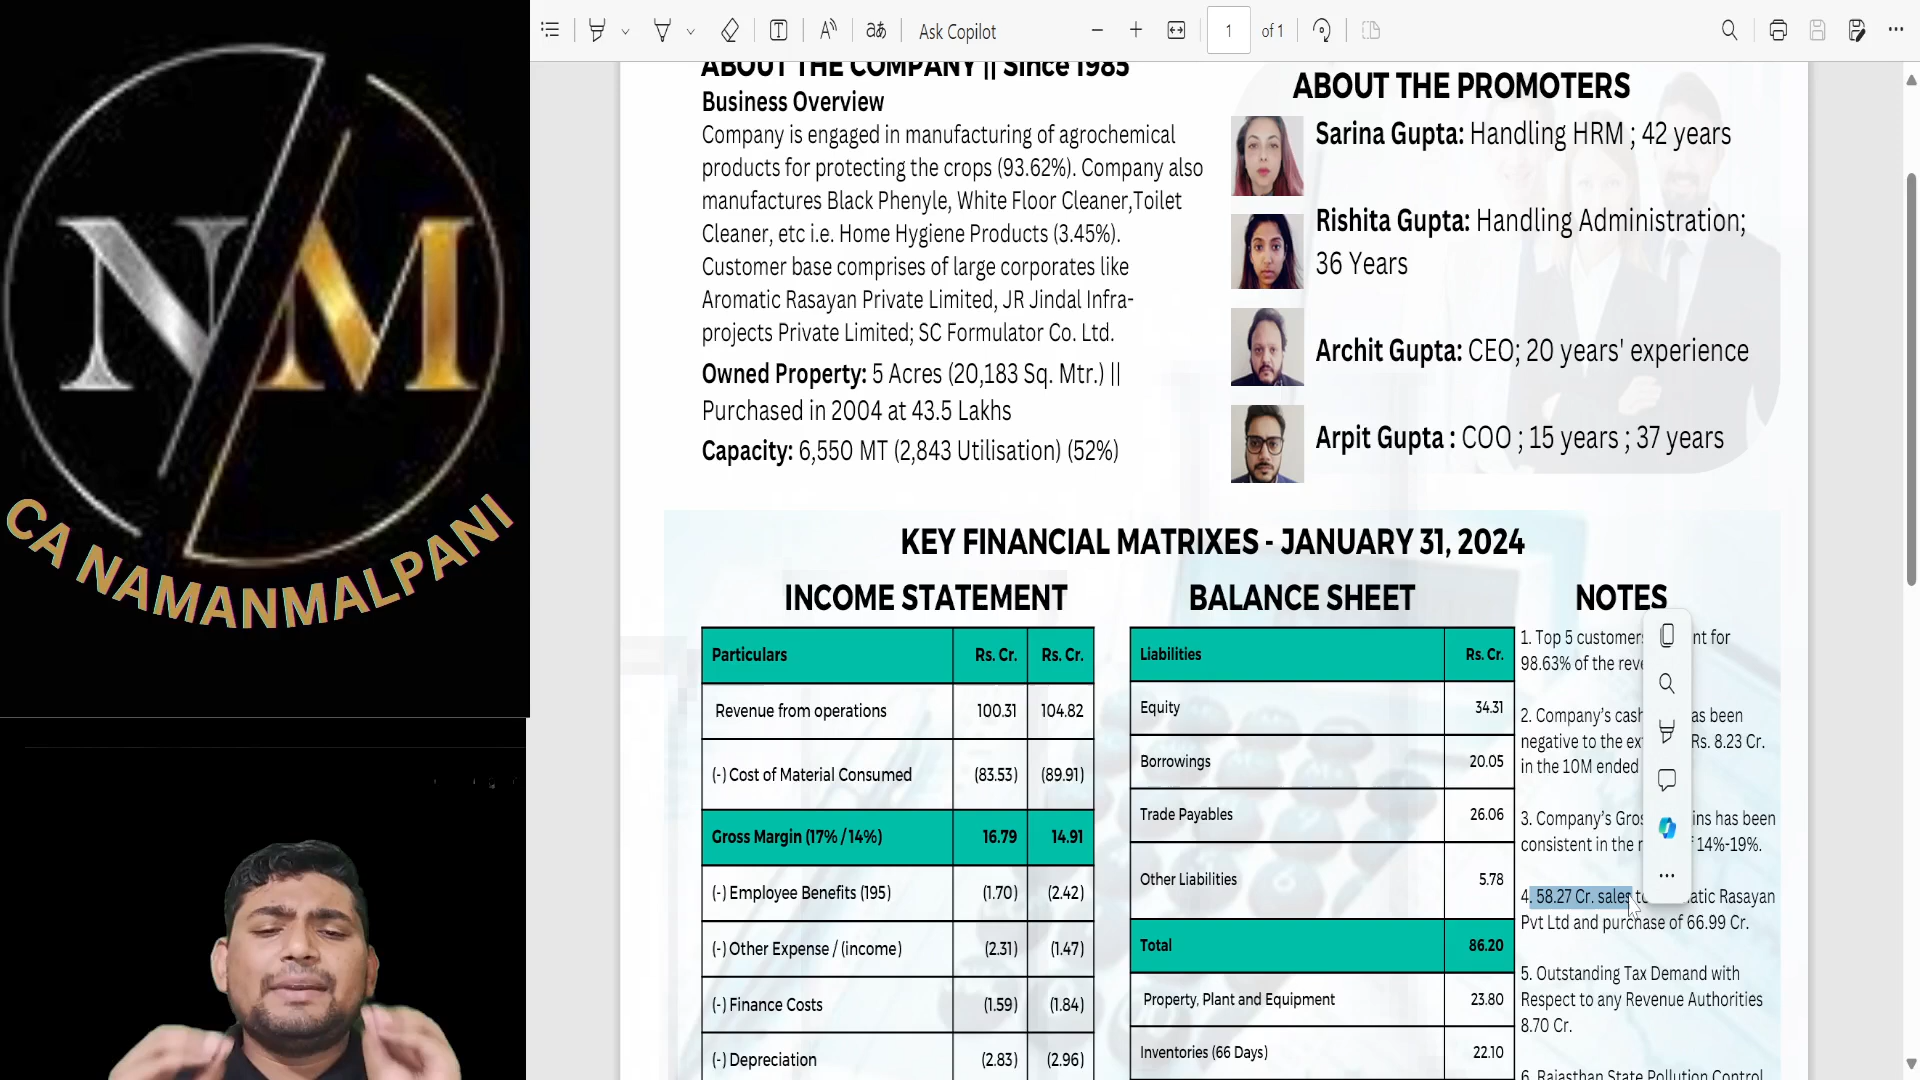 NM
CA NAMANMALPANI
Ask Copilot
1
of 1
ABOUT THE COMPANY || Since 1985
Business Overview
Company is engaged in manufacturing of agrochemical
products for protecting the crops (93.62%). Company also
manufactures Black Phenyle, White Floor Cleaner,Toilet
Cleaner, etc i.e. Home Hygiene Products (3.45%).
Customer base comprises of large corporates like
Aromatic Rasayan Private Limited, JR Jindal Infra-
projects Private Limited; SC Formulator Co. Ltd.
Owned Property: 5 Acres (20,183 Sq. Mtr.) ||
Purchased in 2004 at 43.5 Lakhs
Capacity: 6,550 MT (2,843 Utilisation) (52%)
ABOUT THE PROMOTERS
Sarina Gupta: Handling HRM ; 42 years
Rishita Gupta: Handling Administration;
36 Years
Archit Gupta: CEO; 20 years' experience
Arpit Gupta : COO ; 15 years ; 37 years
KEY FINANCIAL MATRIXES - JANUARY 31, 2024
INCOME STATEMENT
Particulars Rs. Cr. Rs. Cr.
Revenue from operations 100.31 104.82
(-) Cost of Material Consumed (83.53) (89.91)
Gross Margin (17% / 14%) 16.79 14.91
(-) Employee Benefits (195) (1.70) (2.42)
(-) Other Expense / (income) (2.31) (1.47)
(-) Finance Costs (1.59) (1.84)
(-) Depreciation (2.83) (2.96)
BALANCE SHEET
Liabilities Rs. Cr.
Equity 34.31
Borrowings 20.05
Trade Payables 26.06
Other Liabilities 5.78
Total 86.20
Property, Plant and Equipment 23.80
Inventories (66 Days) 22.10
NOTES
1. Top 5 customers nt for
98.63% of the reve
2. Company's cash as been
negative to the ex Rs. 8.23 Cr.
in the 10M ended
3. Company's Gros ins has been
consistent in the r f 14%-19%.
4. 58.27 Cr. sales to atic Rasayan
Pvt Ltd and purchase of 66.99 Cr.
5. Outstanding Tax Demand with
Respect to any Revenue Authorities
8.70 Cr.
6. Rajasthan State Pollution Control